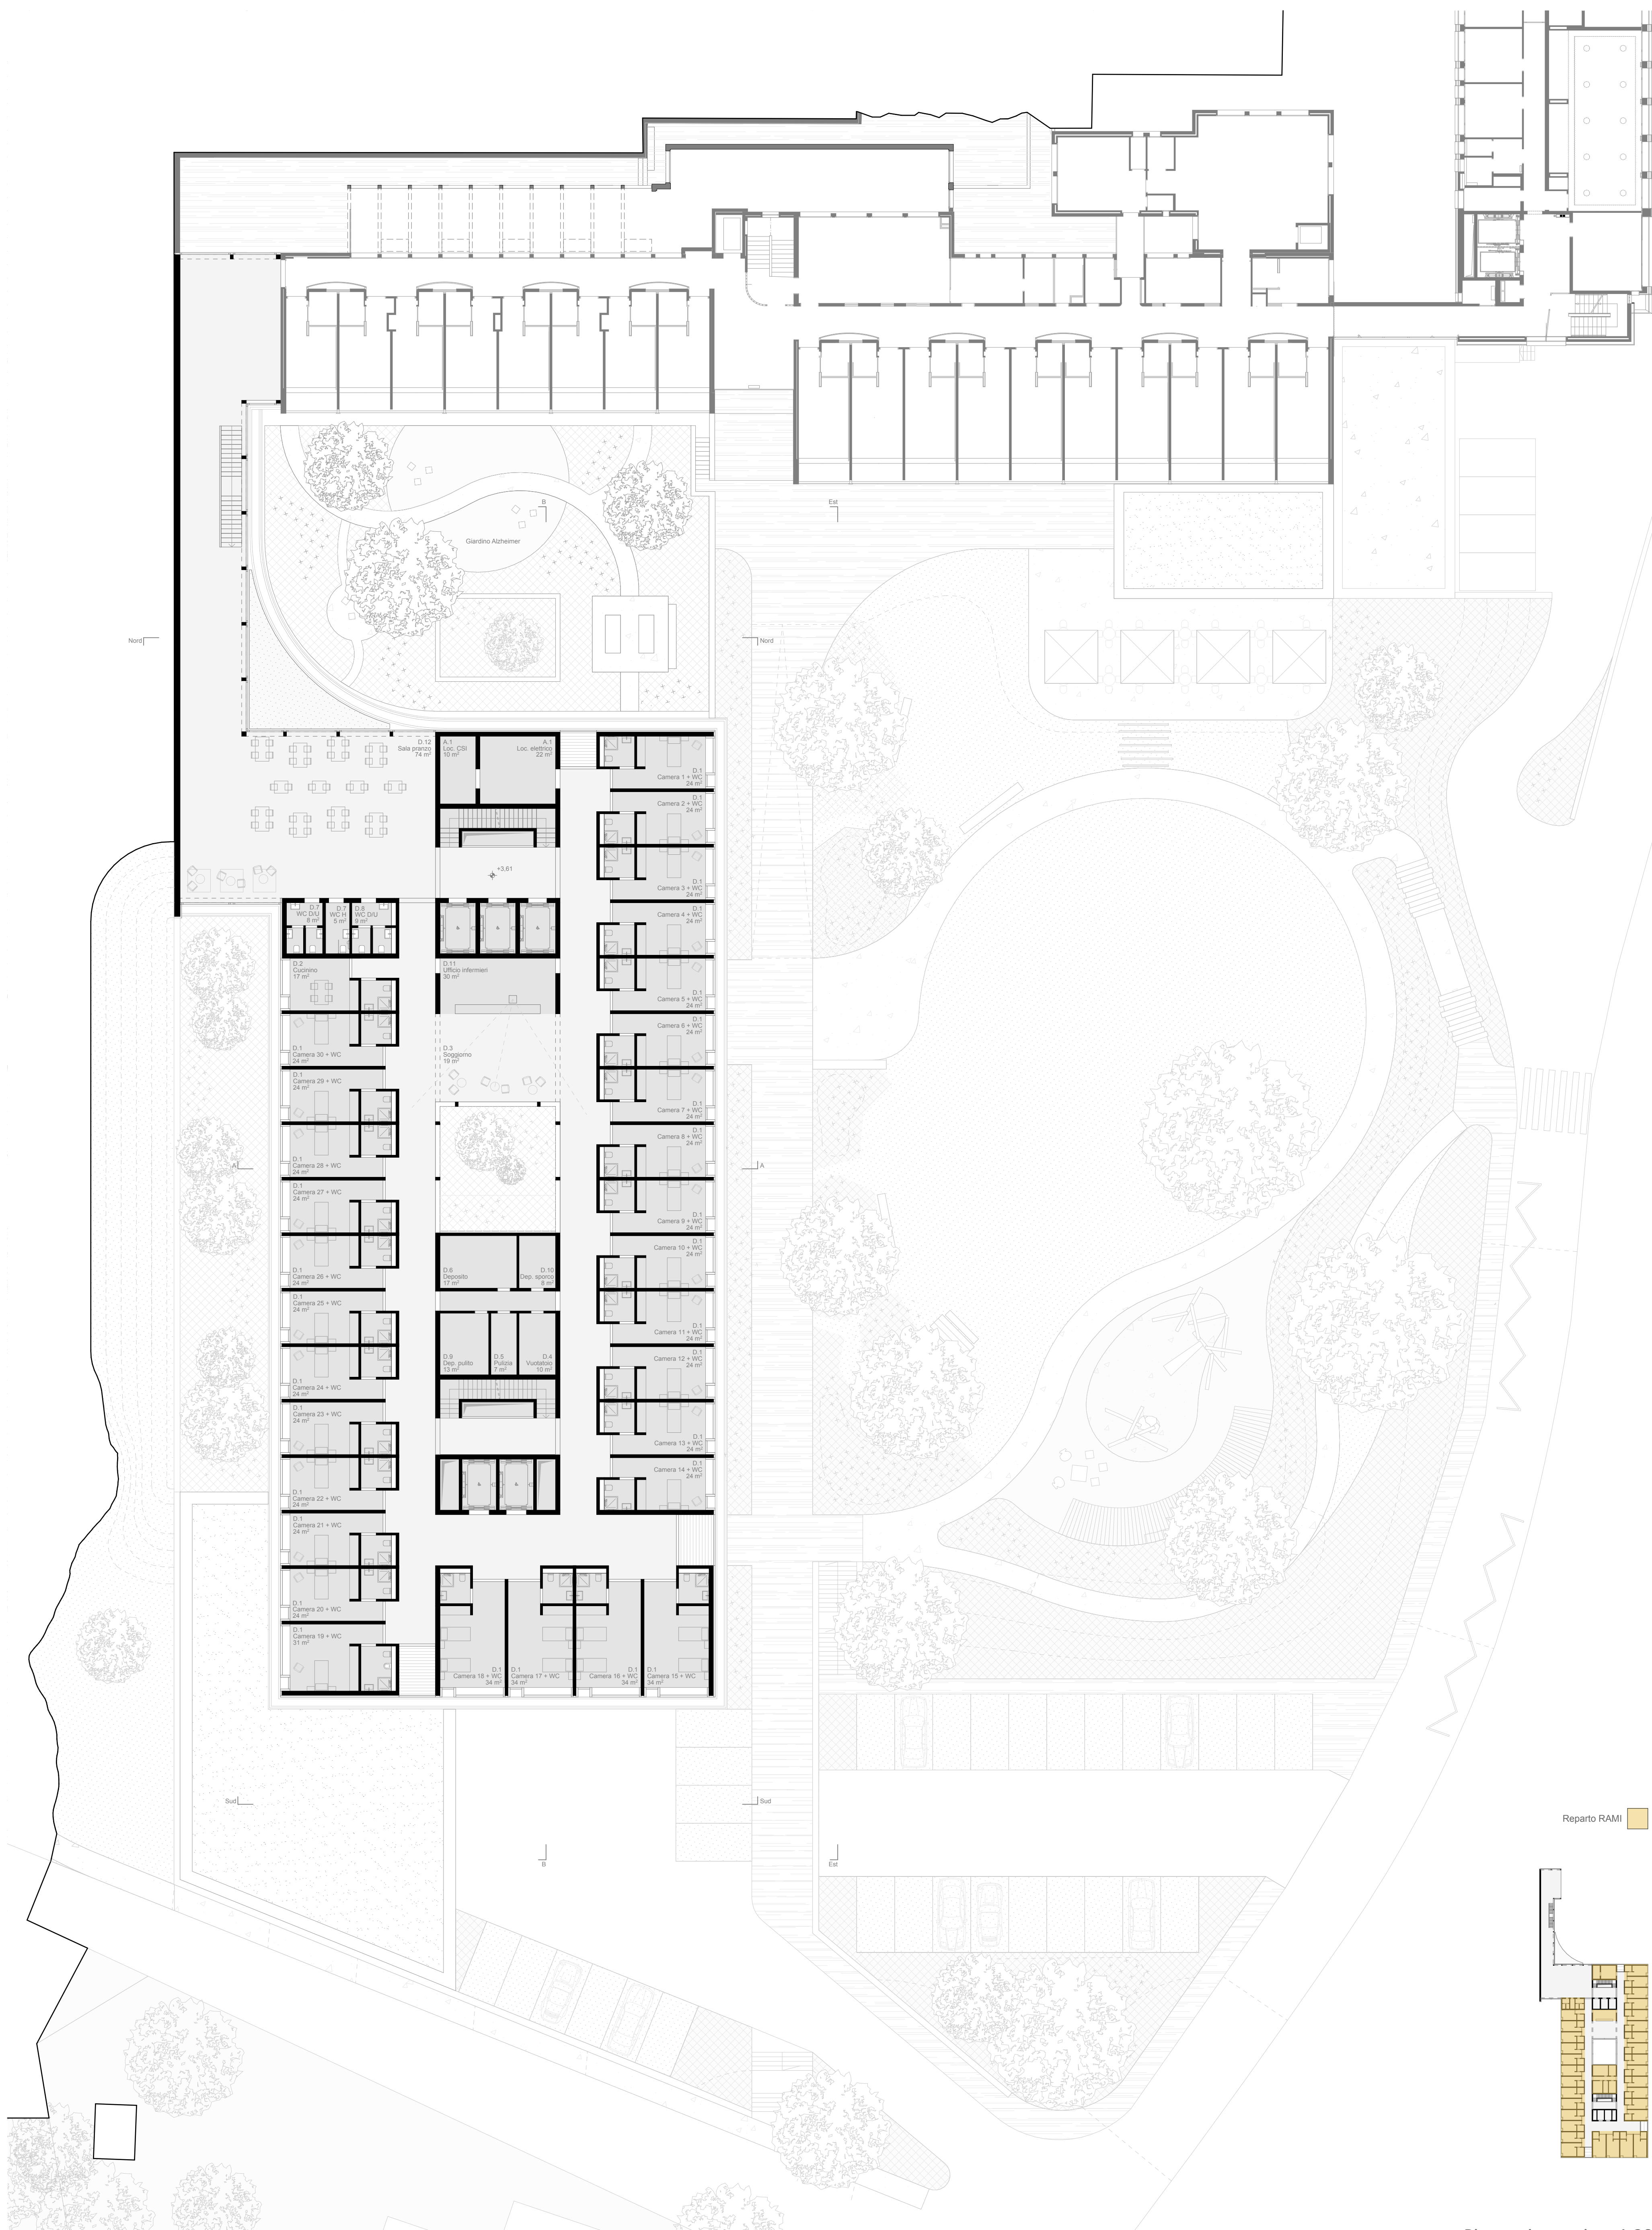 B
Est
Giardino Alzheimer
Nord
Nord
D.12
Sala pranzo
74 m²
A.1
Loc. CSI
10 m²
A.1
Loc. elettrico
22 m²
D.1
Camera 1 + WC
24 m²
D.1
Camera 2 + WC
24 m²
+3,61
D.1
Camera 3 + WC
24 m²
D.7
WC D/U
8 m²
D.7
WC H
5 m²
D.8
WC D/U
9 m²
D.1
Camera 4 + WC
24 m²
D.2
Cucinino
17 m²
D.11
Ufficio infermieri
30 m²
D.1
Camera 5 + WC
24 m²
D.1
Camera 6 + WC
24 m²
D.1
Camera 30 + WC
24 m²
D.3
Soggiorno
19 m²
D.1
Camera 29 + WC
24 m²
D.1
Camera 7 + WC
24 m²
D.1
Camera 8 + WC
24 m²
D.1
Camera 28 + WC
24 m²
A
A
D.1
Camera 27 + WC
24 m²
D.1
Camera 9 + WC
24 m²
D.1
Camera 10 + WC
24 m²
D.1
Camera 26 + WC
24 m²
D.6
Deposito
17 m²
D.10
Dep. sporco
8 m²
D.1
Camera 25 + WC
24 m²
D.1
Camera 11 + WC
24 m²
D.9
Dep. pulito
13 m²
D.5
Pulizia
7 m²
D.4
Vuotatoio
10 m²
D.1
Camera 12 + WC
24 m²
D.1
Camera 24 + WC
24 m²
D.1
Camera 23 + WC
24 m²
D.1
Camera 13 + WC
24 m²
D.1
Camera 14 + WC
24 m²
D.1
Camera 22 + WC
24 m²
D.1
Camera 21 + WC
24 m²
D.1
Camera 20 + WC
24 m²
D.1
Camera 19 + WC
31 m²
D.1
Camera 18 + WC
34 m²
D.1
Camera 17 + WC
34 m²
D.1
Camera 16 + WC
34 m²
D.1
Camera 15 + WC
34 m²
Sud
Sud
Reparto RAMI
B
Est